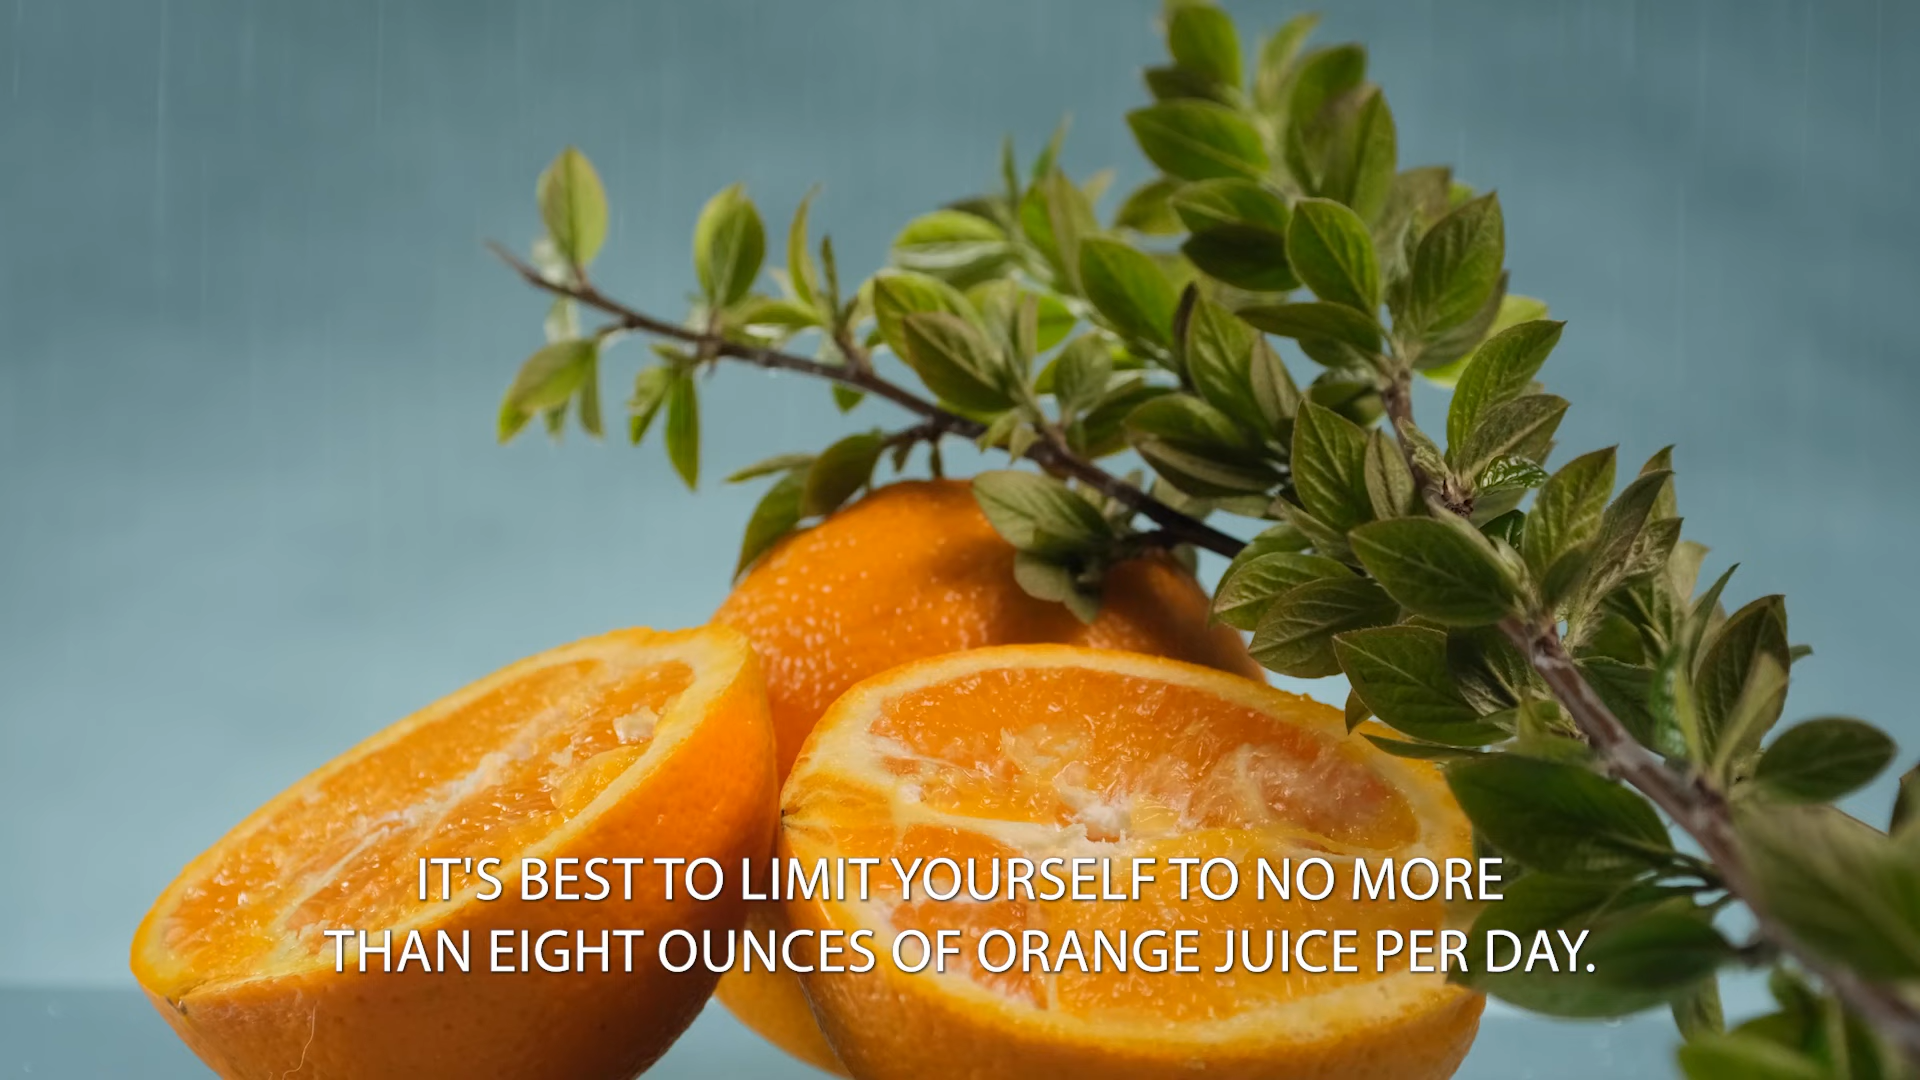 IT'S BEST TO LIMIT YOURSELF TO NO MORE
THAN EIGHT OUNCES OF ORANGE JUICE PER DAY.